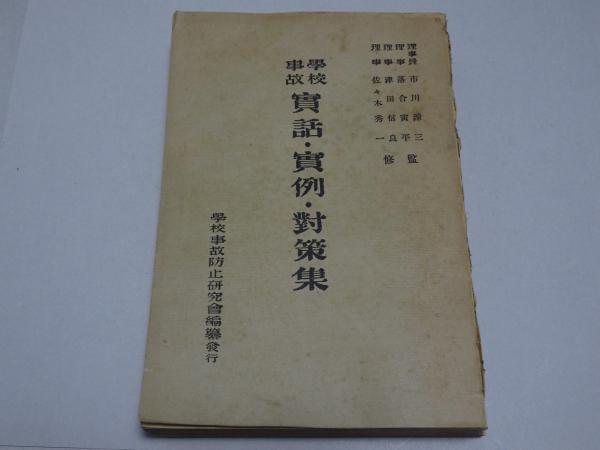 理事長 市川源三
理事 落合寅平 監
理事 津田信良 修
理事 佐々木秀一
學校
事故
實話・實例・對策集
學校事故防止研究會編纂發行